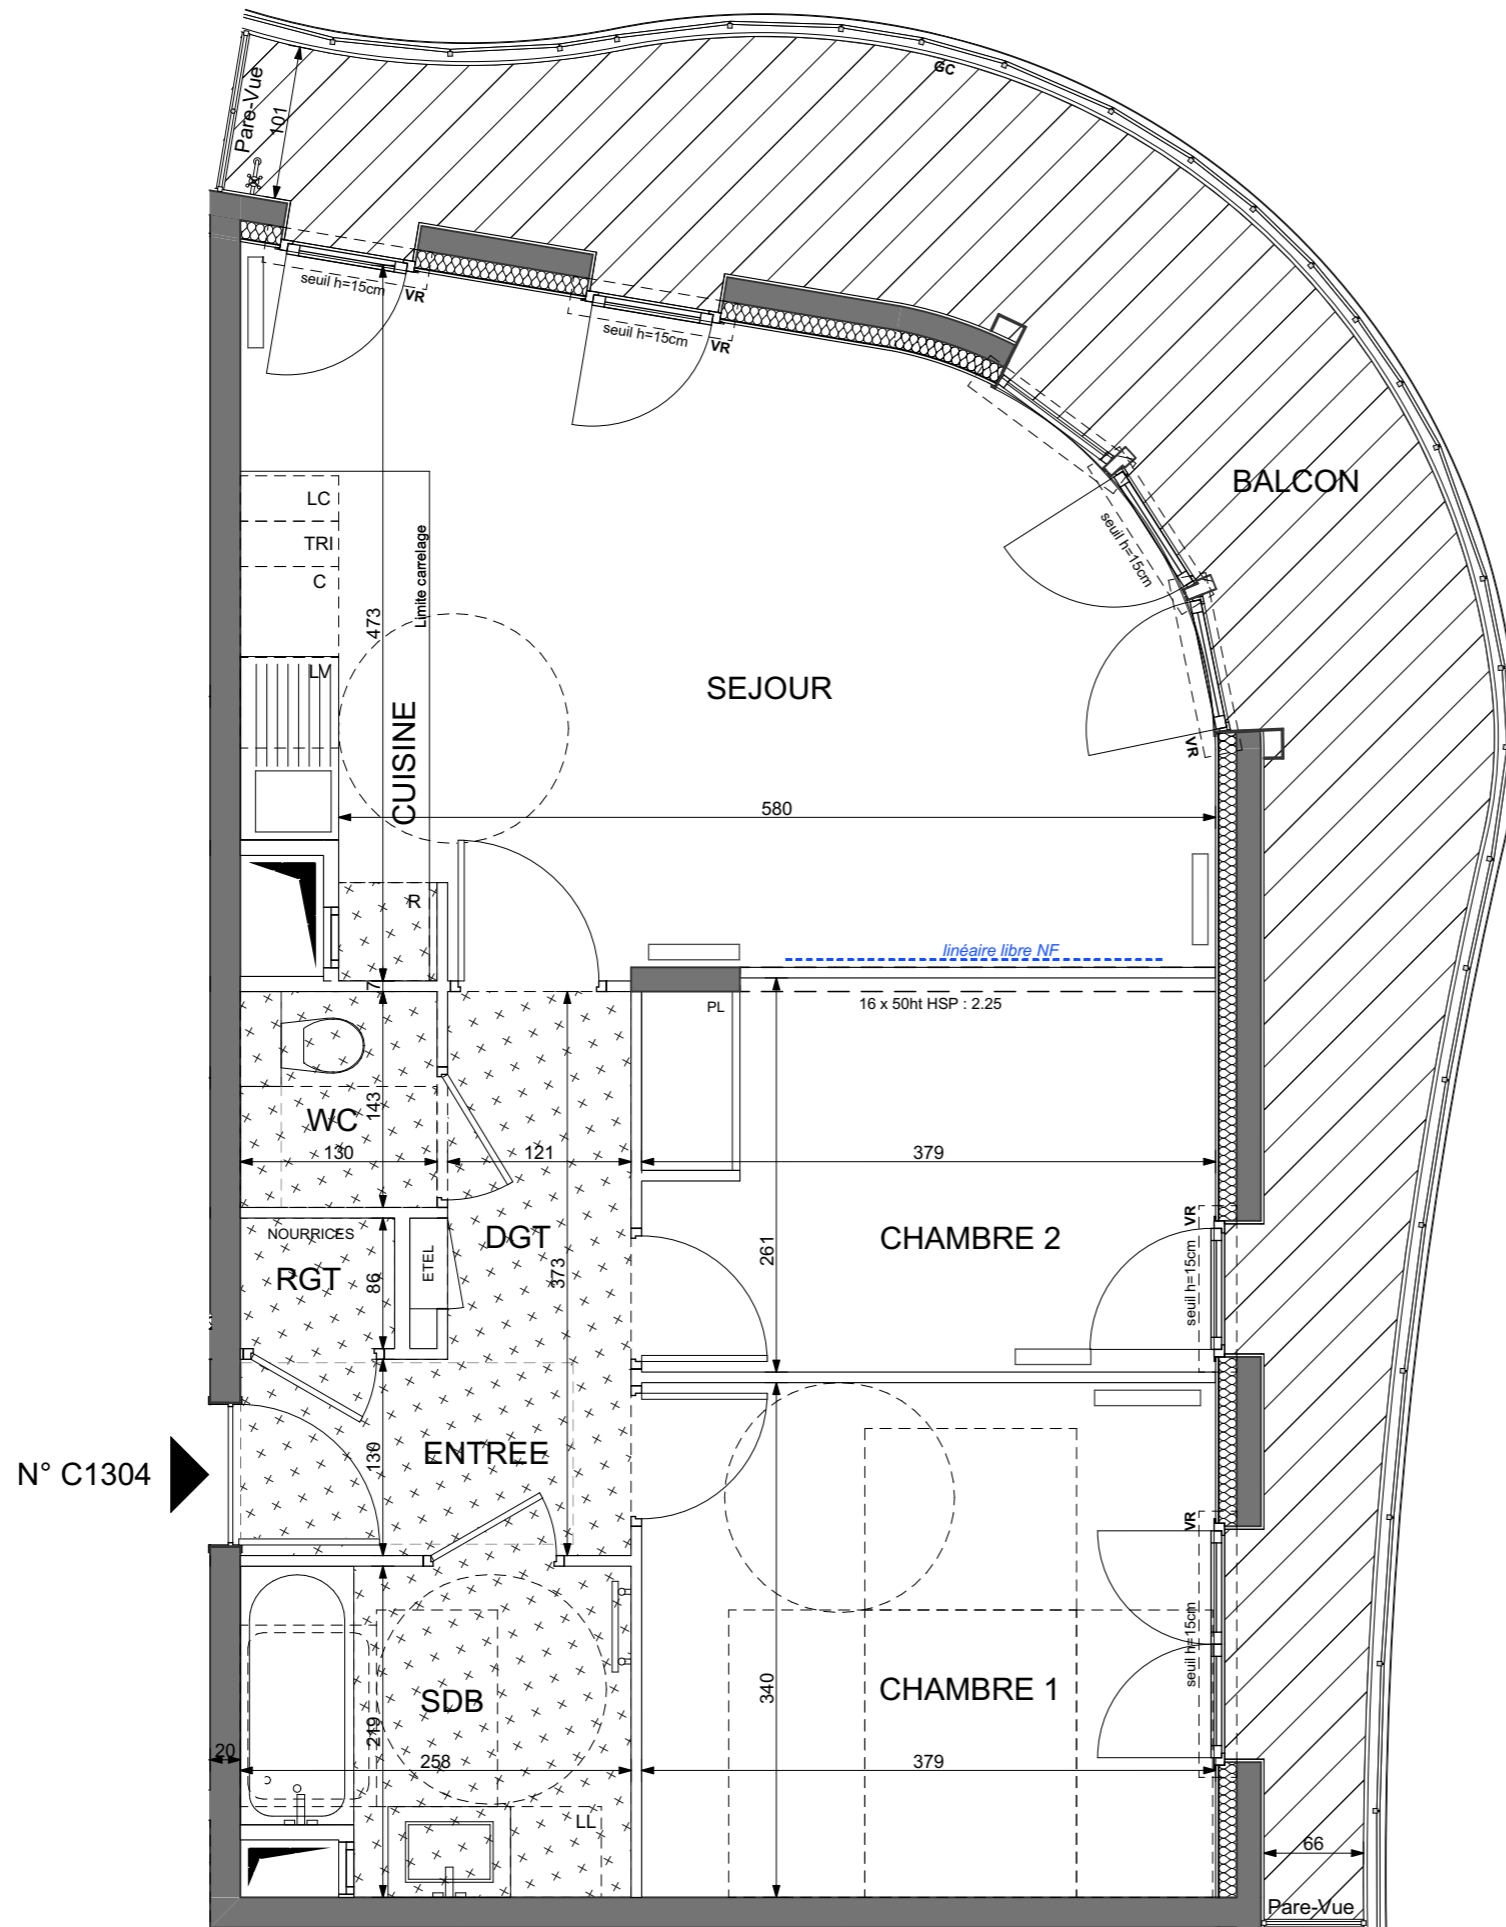 GC
Pare-Vue
101
seuil h=15cm
VR
seuil h=15cm
VR
BALCON
LC
TRI
C
Limite carrelage
seuil h=15cm
473
LV
SEJOUR
CUISINE
VR
580
R
linéaire libre NF
7
PL
16 x 50ht HSP : 2.25
WC
143
130
121
379
NOURRICES
DGT
CHAMBRE 2
VR
seuil h=15cm
RGT
86
ETEL
373
261
N° C1304
130
ENTREE
VR
seuil h=15cm
SDB
340
CHAMBRE 1
219
20
258
379
LL
66
Pare-Vue